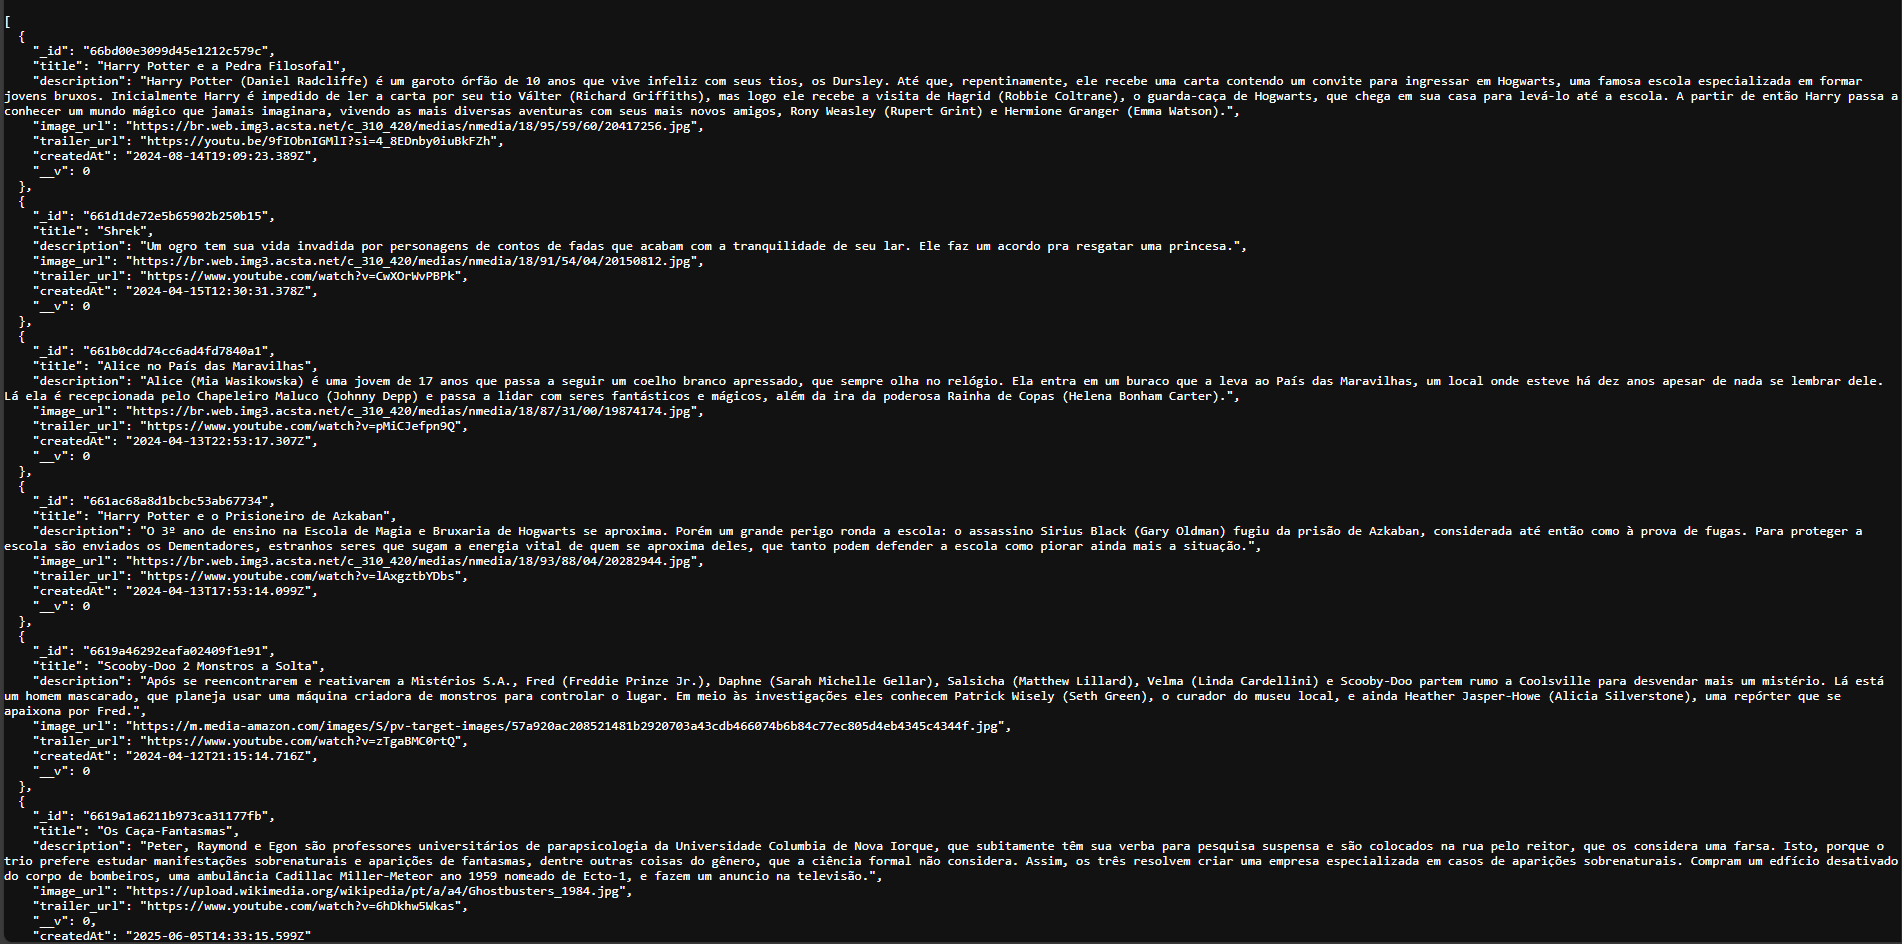 [
  {
    "_id": "66bd00e3099d45e1212c579c",
    "title": "Harry Potter e a Pedra Filosofal",
    "description": "Harry Potter (Daniel Radcliffe) é um garoto órfão de 10 anos que vive infeliz com seus tios, os Dursley. Até que, repentinamente, ele recebe uma carta contendo um convite para ingressar em Hogwarts, uma famosa escola especializada em formar
jovens bruxos. Inicialmente Harry é impedido de ler a carta por seu tio Válter (Richard Griffiths), mas logo ele recebe a visita de Hagrid (Robbie Coltrane), o guarda-caça de Hogwarts, que chega em sua casa para levá-lo até a escola. A partir de então Harry passa a
conhecer um mundo mágico que jamais imaginara, vivendo as mais diversas aventuras com seus mais novos amigos, Rony Weasley (Rupert Grint) e Hermione Granger (Emma Watson).",
    "image_url": "https://br.web.img3.acsta.net/c_310_420/medias/nmedia/18/95/59/60/20417256.jpg",
    "trailer_url": "https://youtu.be/9fIObnIGMlI?si=4_8EDnby0iuBkFZh",
    "createdAt": "2024-08-14T19:09:23.389Z",
    "__v": 0
  },
  {
    "_id": "661d1de72e5b65902b250b15",
    "title": "Shrek",
    "description": "Um ogro tem sua vida invadida por personagens de contos de fadas que acabam com a tranquilidade de seu lar. Ele faz um acordo pra resgatar uma princesa.",
    "image_url": "https://br.web.img3.acsta.net/c_310_420/medias/nmedia/18/91/54/04/20150812.jpg",
    "trailer_url": "https://www.youtube.com/watch?v=CwXOrWvPBPk",
    "createdAt": "2024-04-15T12:30:31.378Z",
    "__v": 0
  },
  {
    "_id": "661b0cdd74cc6ad4fd7840a1",
    "title": "Alice no País das Maravilhas",
    "description": "Alice (Mia Wasikowska) é uma jovem de 17 anos que passa a seguir um coelho branco apressado, que sempre olha no relógio. Ela entra em um buraco que a leva ao País das Maravilhas, um local onde esteve há dez anos apesar de nada se lembrar dele.
Lá ela é recepcionada pelo Chapeleiro Maluco (Johnny Depp) e passa a lidar com seres fantásticos e mágicos, além da ira da poderosa Rainha de Copas (Helena Bonham Carter).",
    "image_url": "https://br.web.img3.acsta.net/c_310_420/medias/nmedia/18/87/31/00/19874174.jpg",
    "trailer_url": "https://www.youtube.com/watch?v=pMiCJefpn9Q",
    "createdAt": "2024-04-13T22:53:17.307Z",
    "__v": 0
  },
  {
    "_id": "661ac68a8d1bcbc53ab67734",
    "title": "Harry Potter e o Prisioneiro de Azkaban",
    "description": "O 3º ano de ensino na Escola de Magia e Bruxaria de Hogwarts se aproxima. Porém um grande perigo ronda a escola: o assassino Sirius Black (Gary Oldman) fugiu da prisão de Azkaban, considerada até então como à prova de fugas. Para proteger a
escola são enviados os Dementadores, estranhos seres que sugam a energia vital de quem se aproxima deles, que tanto podem defender a escola como piorar ainda mais a situação.",
    "image_url": "https://br.web.img3.acsta.net/c_310_420/medias/nmedia/18/93/88/04/20282944.jpg",
    "trailer_url": "https://www.youtube.com/watch?v=lAxgztbYDbs",
    "createdAt": "2024-04-13T17:53:14.099Z",
    "__v": 0
  },
  {
    "_id": "6619a46292eafa02409f1e91",
    "title": "Scooby-Doo 2 Monstros a Solta",
    "description": "Após se reencontrarem e reativarem a Mistérios S.A., Fred (Freddie Prinze Jr.), Daphne (Sarah Michelle Gellar), Salsicha (Matthew Lillard), Velma (Linda Cardellini) e Scooby-Doo partem rumo a Coolsville para desvendar mais um mistério. Lá está
um homem mascarado, que planeja usar uma máquina criadora de monstros para controlar o lugar. Em meio às investigações eles conhecem Patrick Wisely (Seth Green), o curador do museu local, e ainda Heather Jasper-Howe (Alicia Silverstone), uma repórter que se
apaixona por Fred.",
    "image_url": "https://m.media-amazon.com/images/S/pv-target-images/57a920ac208521481b2920703a43cdb466074b6b84c77ec805d4eb4345c4344f.jpg",
    "trailer_url": "https://www.youtube.com/watch?v=zTgaBMC0rtQ",
    "createdAt": "2024-04-12T21:15:14.716Z",
    "__v": 0
  },
  {
    "_id": "6619a1a6211b973ca31177fb",
    "title": "Os Caça-Fantasmas",
    "description": "Peter, Raymond e Egon são professores universitários de parapsicologia da Universidade Columbia de Nova Iorque, que subitamente têm sua verba para pesquisa suspensa e são colocados na rua pelo reitor, que os considera uma farsa. Isto, porque o
trio prefere estudar manifestações sobrenaturais e aparições de fantasmas, dentre outras coisas do gênero, que a ciência formal não considera. Assim, os três resolvem criar uma empresa especializada em casos de aparições sobrenaturais. Compram um edfício desativado
do corpo de bombeiros, uma ambulância Cadillac Miller-Meteor ano 1959 nomeado de Ecto-1, e fazem um anuncio na televisão.",
    "image_url": "https://upload.wikimedia.org/wikipedia/pt/a/a4/Ghostbusters_1984.jpg",
    "trailer_url": "https://www.youtube.com/watch?v=6hDkhw5Wkas",
    "__v": 0,
    "createdAt": "2025-06-05T14:33:15.599Z"